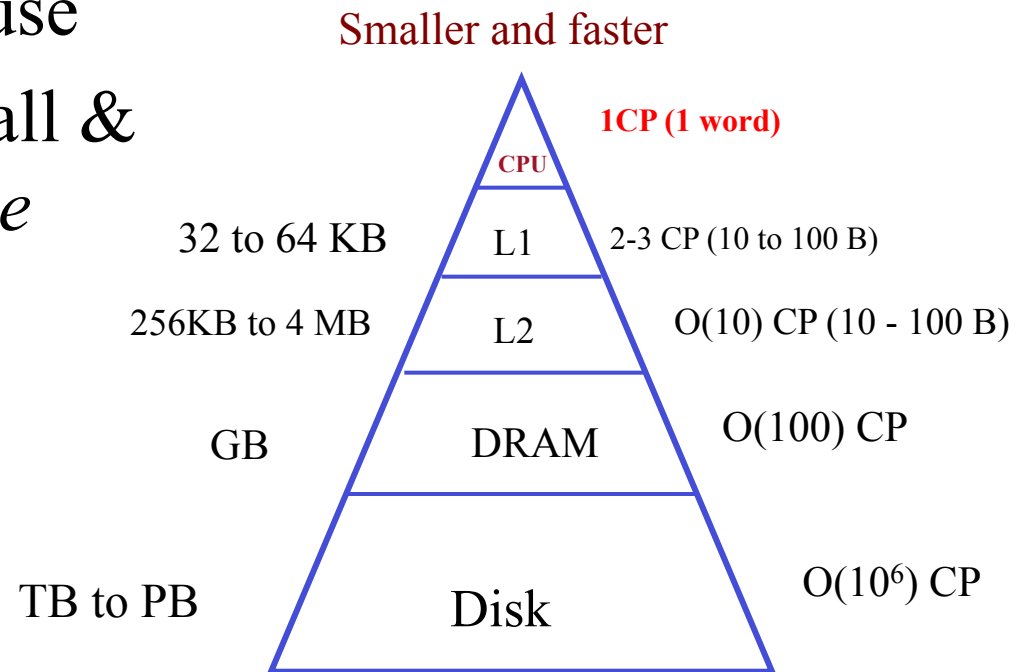 Smaller and faster
all &
1CP (1 word)
CPU
32 to 64 KB
L1
2-3 CP (10 to 100 B)
256KB to 4 MB
L2
O(10) CP (10 - 100 B)
GB
DRAM
O(100) CP
TB to PB
Disk
O(10⁶) CP